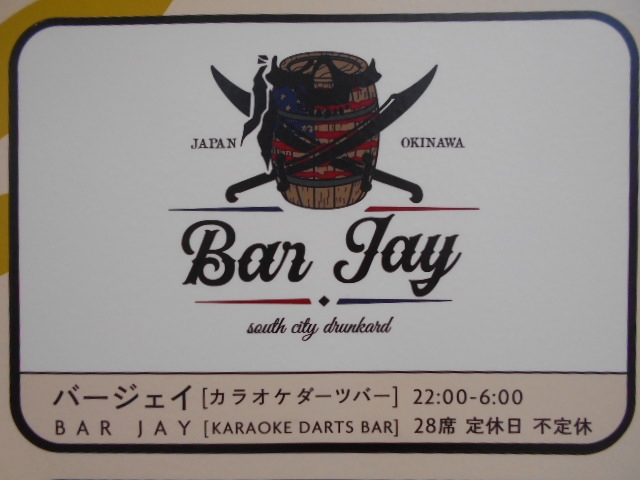 JAPAN OKINAWA
Bar Jay
south city drunkard
バージェイ [カラオケダーツバー] 22:00-6:00
BAR JAY [KARAOKE DARTS BAR] 28席 定休日 不定休